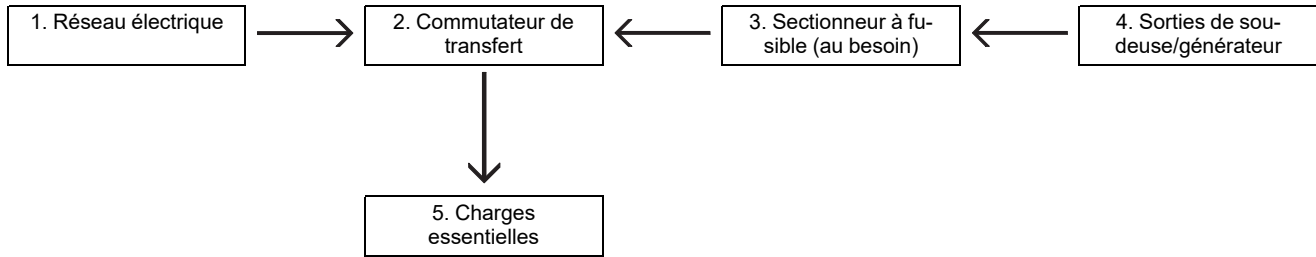 1. Réseau électrique
2. Commutateur de
transfert
3. Sectionneur à fu-
sible (au besoin)
4. Sorties de sou-
deuse/générateur
5. Charges
essentielles